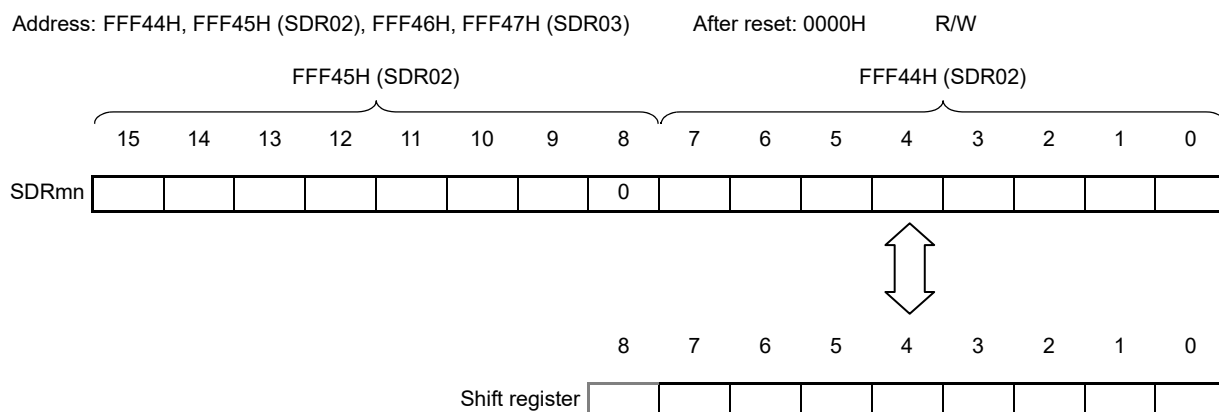 Address: FFF44H, FFF45H (SDR02), FFF46H, FFF47H (SDR03) After reset: 0000H R/W
FFF45H (SDR02) FFF44H (SDR02)
15 14 13 12 11 10 9 8 7 6 5 4 3 2 1 0
SDRmn 0
8 7 6 5 4 3 2 1 0
Shift register